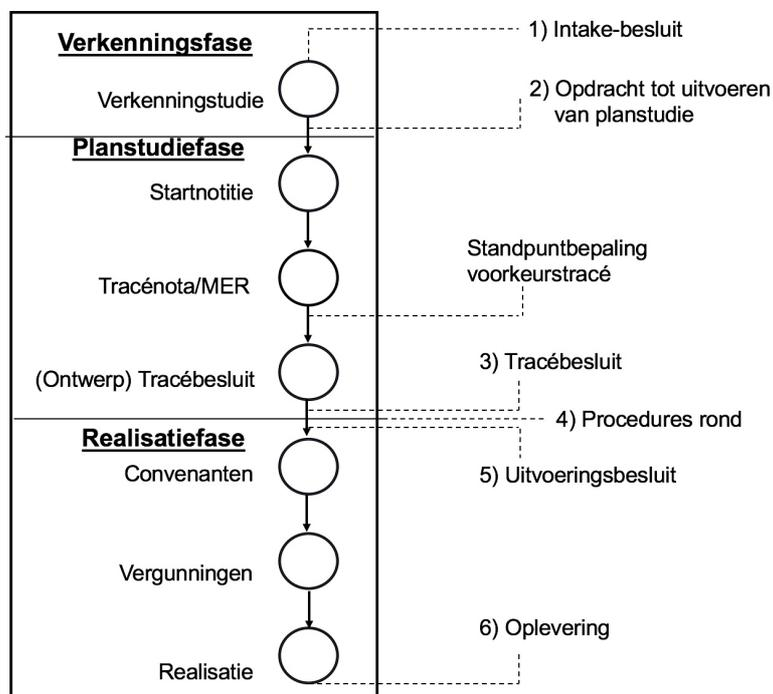 Verkenningsfase
1) Intake-besluit
Verkenningstudie
2) Opdracht tot uitvoeren
van planstudie
Planstudiefase
Startnotitie
Standpuntbepaling
voorkeurstracé
Tracénota/MER
3) Tracébesluit
(Ontwerp) Tracébesluit
4) Procedures rond
Realisatiefase
Convenanten
5) Uitvoeringsbesluit
Vergunningen
6) Oplevering
Realisatie